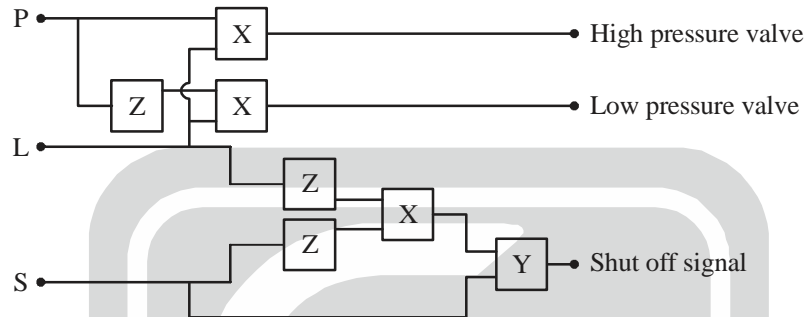 P
X
High pressure valve
Z
X
Low pressure valve
L
Z
X
Z
Y
Shut off signal
S